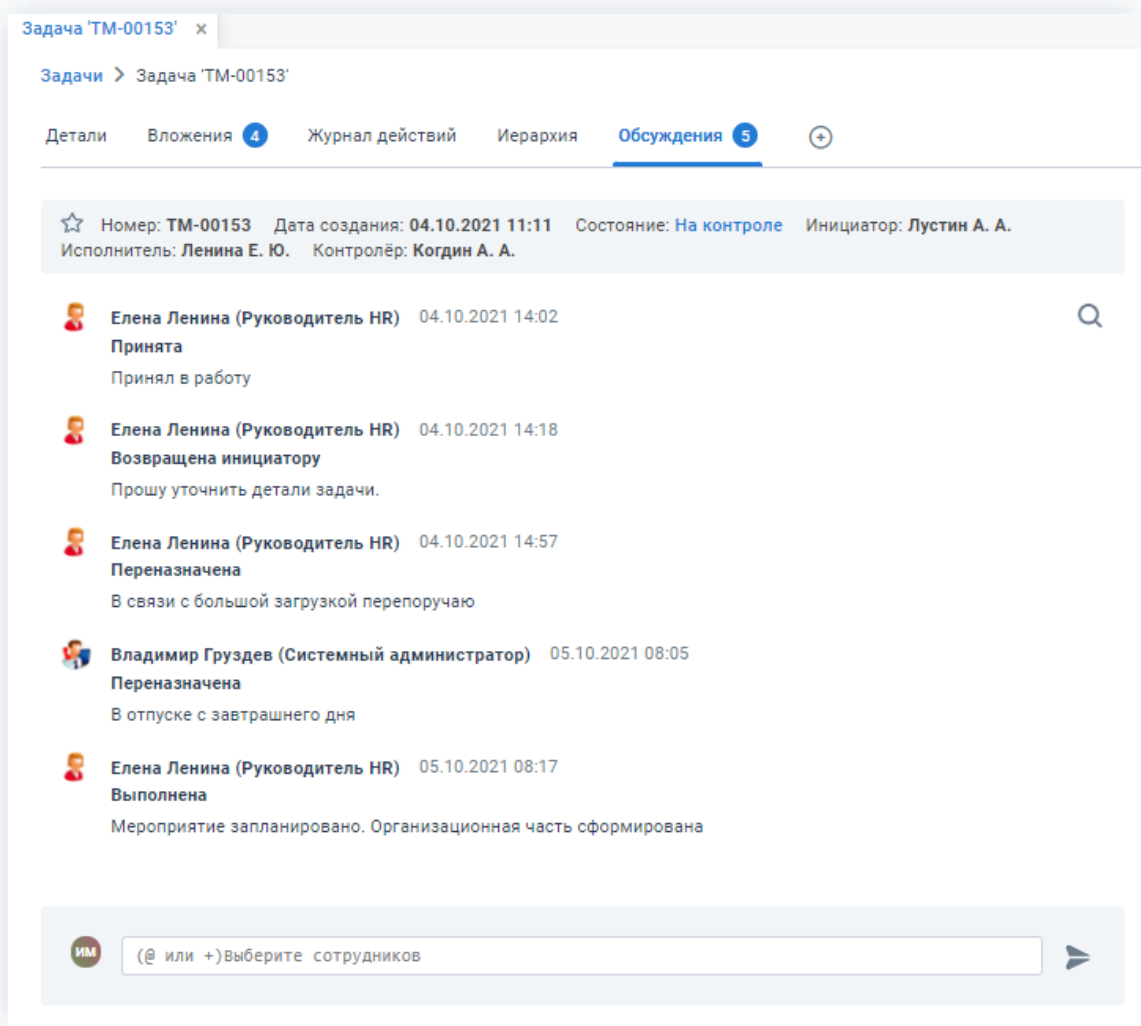 Задача 'ТМ-00153' ×
Задачи > Задача 'ТМ-00153'
Детали Вложения 4 Журнал действий Иерархия Обсуждения 5
Номер: ТМ-00153 Дата создания: 04.10.2021 11:11 Состояние: На контроле Инициатор: Лустин А. А.
Исполнитель: Ленина Е. Ю. Контролёр: Когдин А. А.
Елена Ленина (Руководитель HR) 04.10.2021 14:02
Принята
Принял в работу
Елена Ленина (Руководитель HR) 04.10.2021 14:18
Возвращена инициатору
Прошу уточнить детали задачи.
Елена Ленина (Руководитель HR) 04.10.2021 14:57
Переназначена
В связи с большой загрузкой перепоручаю
Владимир Груздев (Системный администратор) 05.10.2021 08:05
Переназначена
В отпуске с завтрашнего дня
Елена Ленина (Руководитель HR) 05.10.2021 08:17
Выполнена
Мероприятие запланировано. Организационная часть сформирована
ИМ (@ или +)Выберите сотрудников